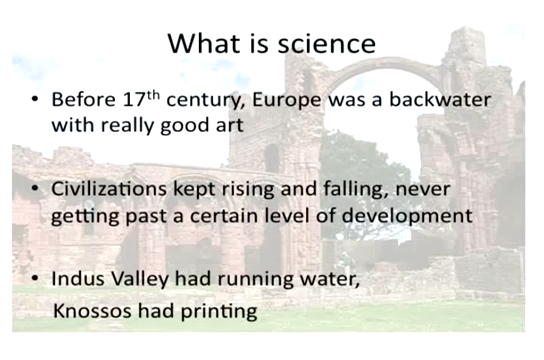 What is science
• Before 17th century, Europe was a backwater
with really good art
• Civilizations kept rising and falling, never
getting past a certain level of development
• Indus Valley had running water,
Knossos had printing